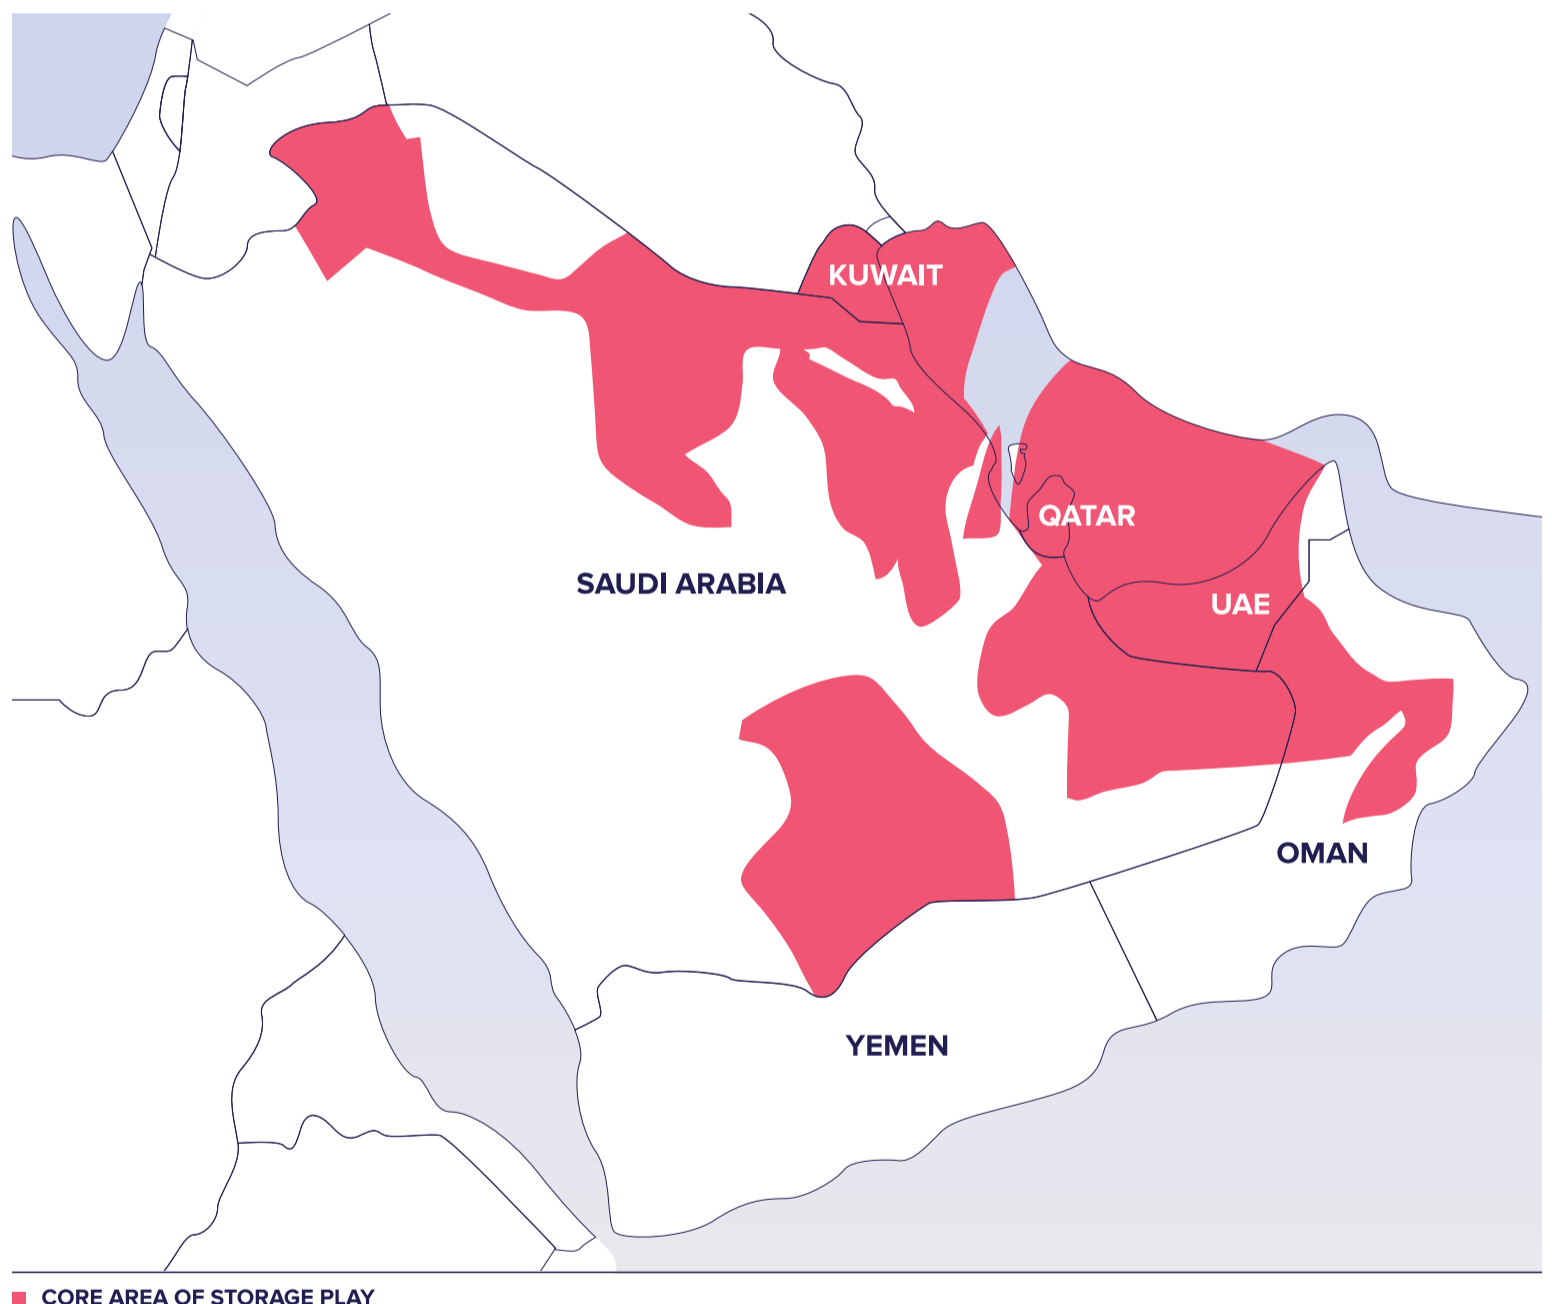 KUWAIT
QATAR
SAUDI ARABIA
UAE
OMAN
YEMEN
CORE AREA OF STORAGE PLAY